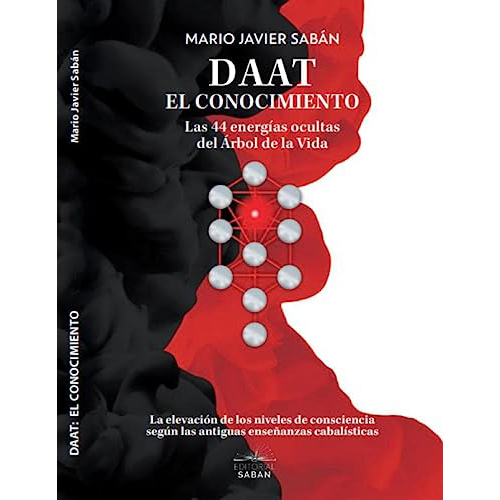 MARIO JAVIER SABÁN
DAAT
EL CONOCIMIENTO
Las 44 energías ocultas
del Árbol de la Vida
La elevación de los niveles de consciencia
según las antiguas enseñanzas cabalísticas
EDITORIAL
SABAN
DAAT: EL CONOCIMIENTO
Mario Javier Sabán